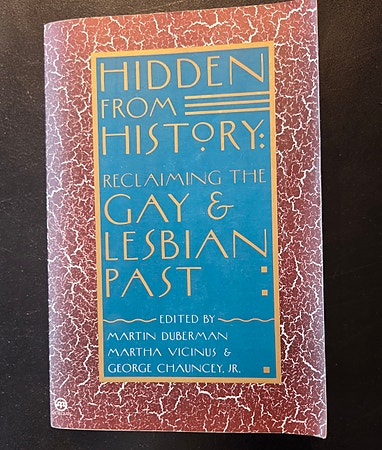 HIDDEN
FROM
HISTORY:
RECLAIMING THE
GAY &
LESBIAN
PAST
EDITED BY
MARTIN DUBERMAN
MARTHA VICINUS &
GEORGE CHAUNCEY, JR.